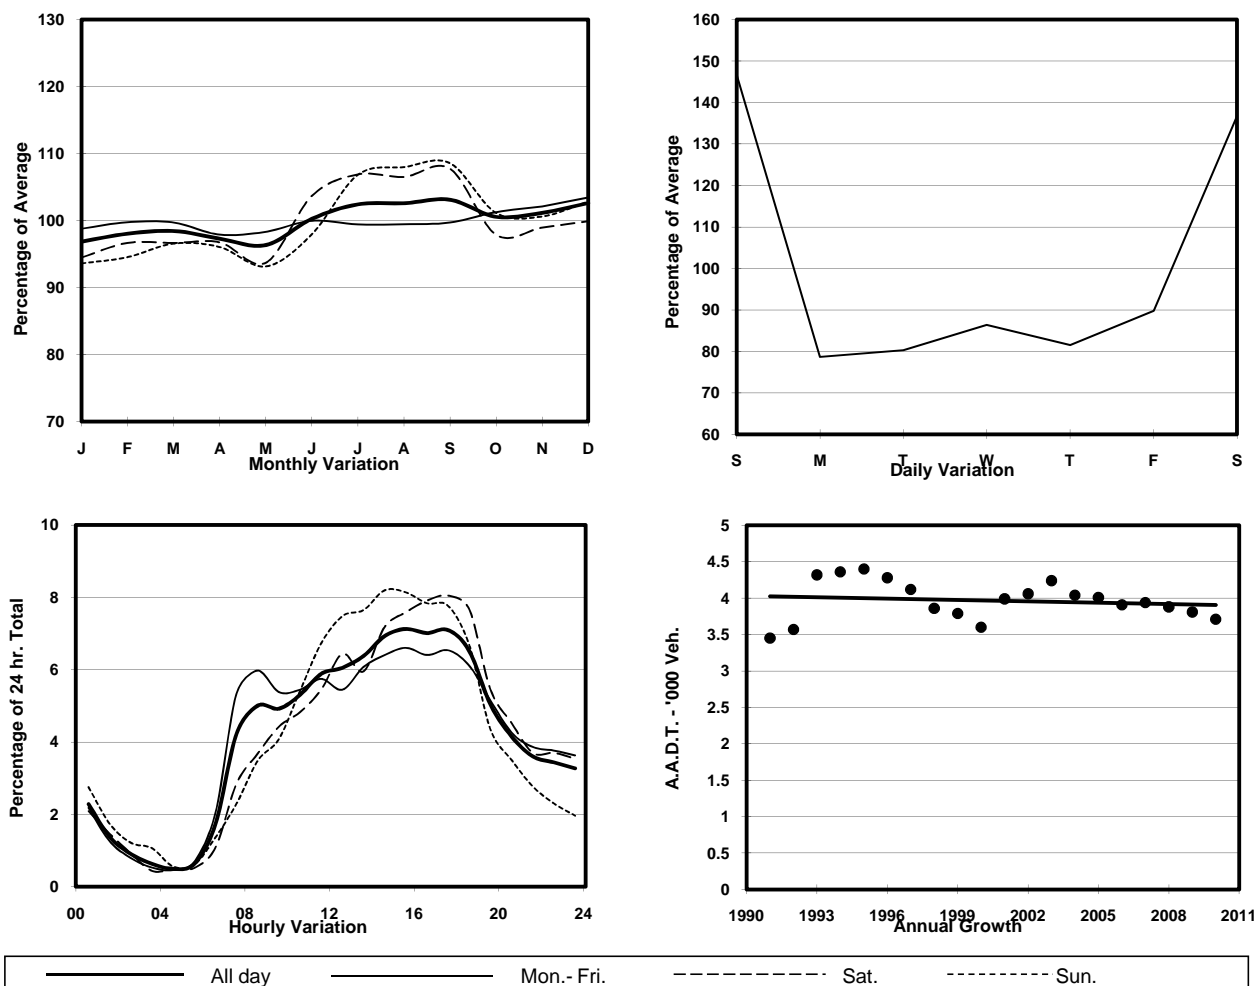 130
120
110
100
90
80
70
Percentage of Average
J F M A M J J A S O N D
Monthly Variation
160
150
140
130
120
110
100
90
80
70
60
Percentage of Average
S M T W T F S
Daily Variation
10
8
6
4
2
0
Percentage of 24 hr. Total
00 04 08 12 16 20 24
Hourly Variation
5
4.5
4
3.5
3
2.5
2
1.5
1
0.5
0
A.A.D.T. - '000 Veh.
1990 1993 1996 1999 2002 2005 2008 2011
Annual Growth
All day Mon.- Fri. Sat. Sun.